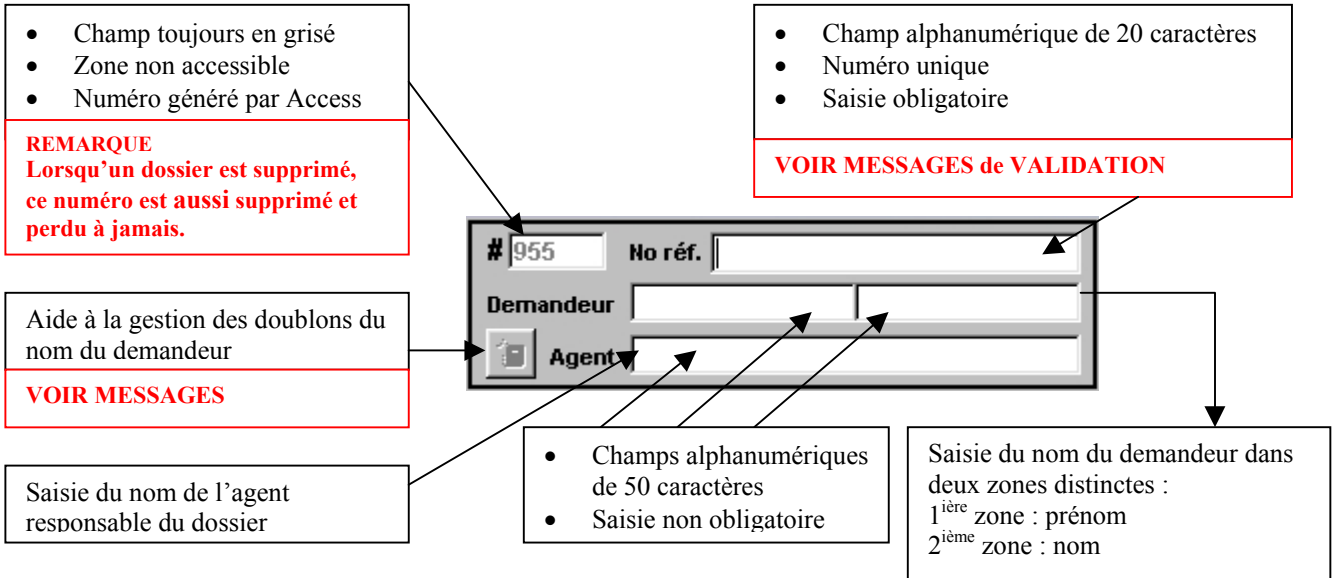 • Champ toujours en grisé
• Zone non accessible
• Numéro généré par Access
REMARQUE
Lorsqu’un dossier est supprimé,
ce numéro est aussi supprimé et
perdu à jamais.
• Champ alphanumérique de 20 caractères
• Numéro unique
• Saisie obligatoire
VOIR MESSAGES de VALIDATION
# 955 No réf.
Demandeur
Agent
Aide à la gestion des doublons du
nom du demandeur
VOIR MESSAGES
Saisie du nom de l’agent
responsable du dossier
• Champs alphanumériques
de 50 caractères
• Saisie non obligatoire
Saisie du nom du demandeur dans
deux zones distinctes :
1ière zone : prénom
2ième zone : nom